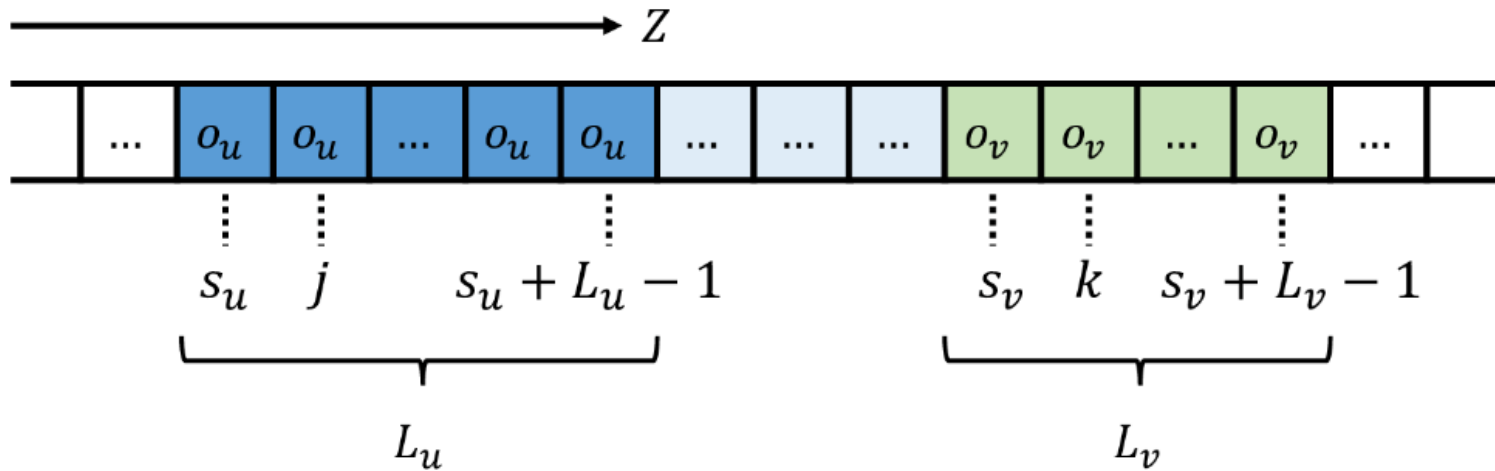 Z
... o_u o_u ... o_u o_u ... ... ... o_v o_v ... o_v ...
s_u j s_u + L_u − 1 s_v k s_v + L_v − 1
L_u L_v